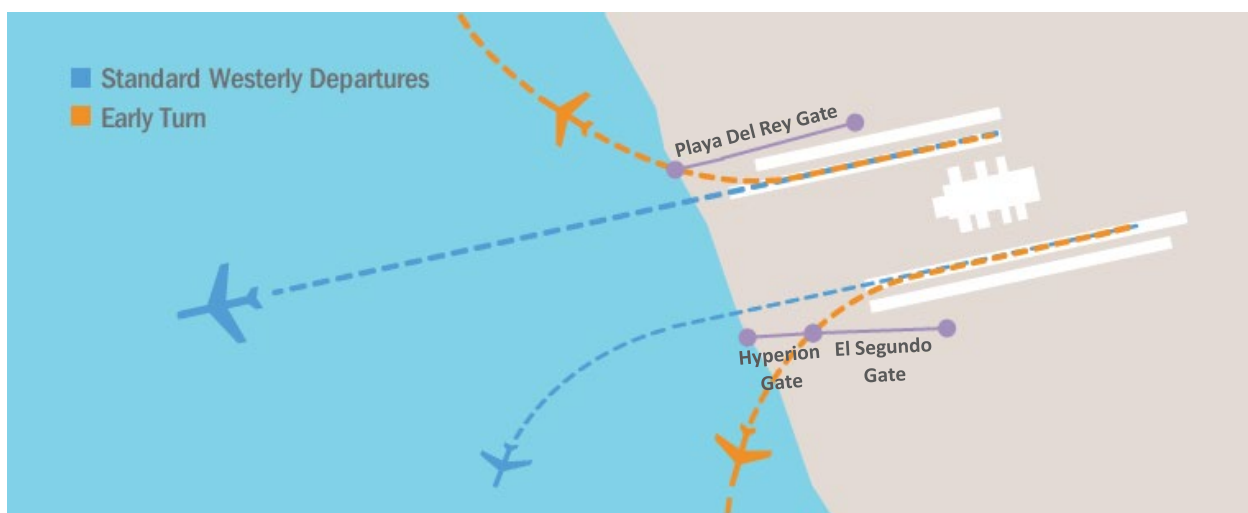 Standard Westerly Departures
Early Turn
Playa Del Rey Gate
Hyperion
Gate
El Segundo
Gate